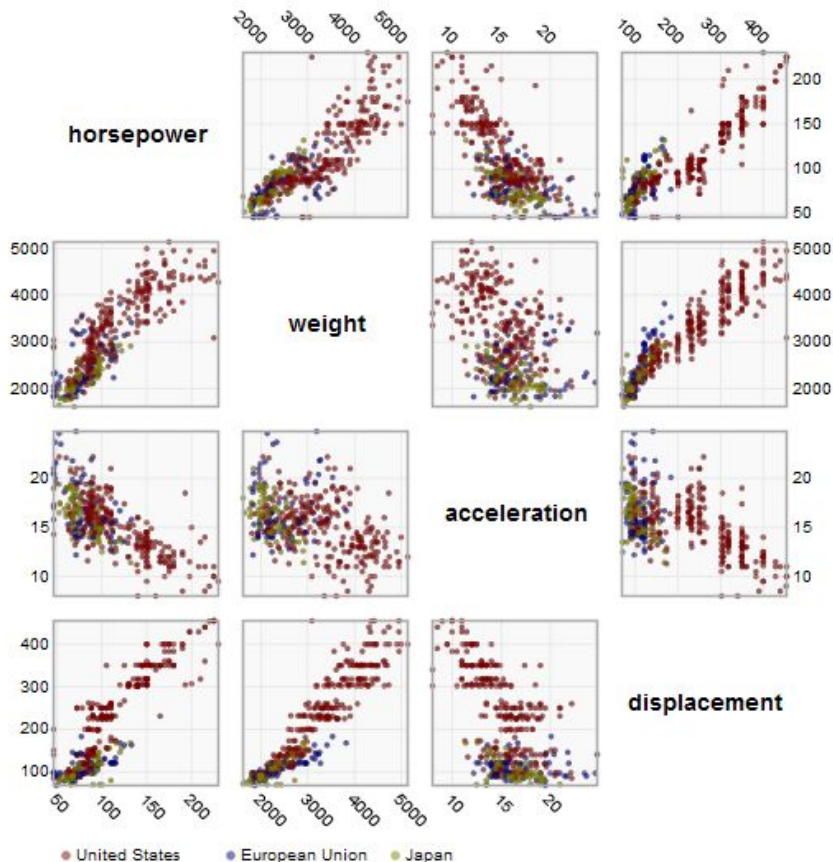 2000 3000 4000 5000 10 15 20 100 200 300 400
200
150
horsepower
100
50
5000 5000
4000 weight 4000
3000 3000
2000 2000
20 20
15 acceleration 15
10 10
400
300 displacement
200
100
50 100 150 200 2000 3000 4000 5000 10 15 20
United States European Union Japan